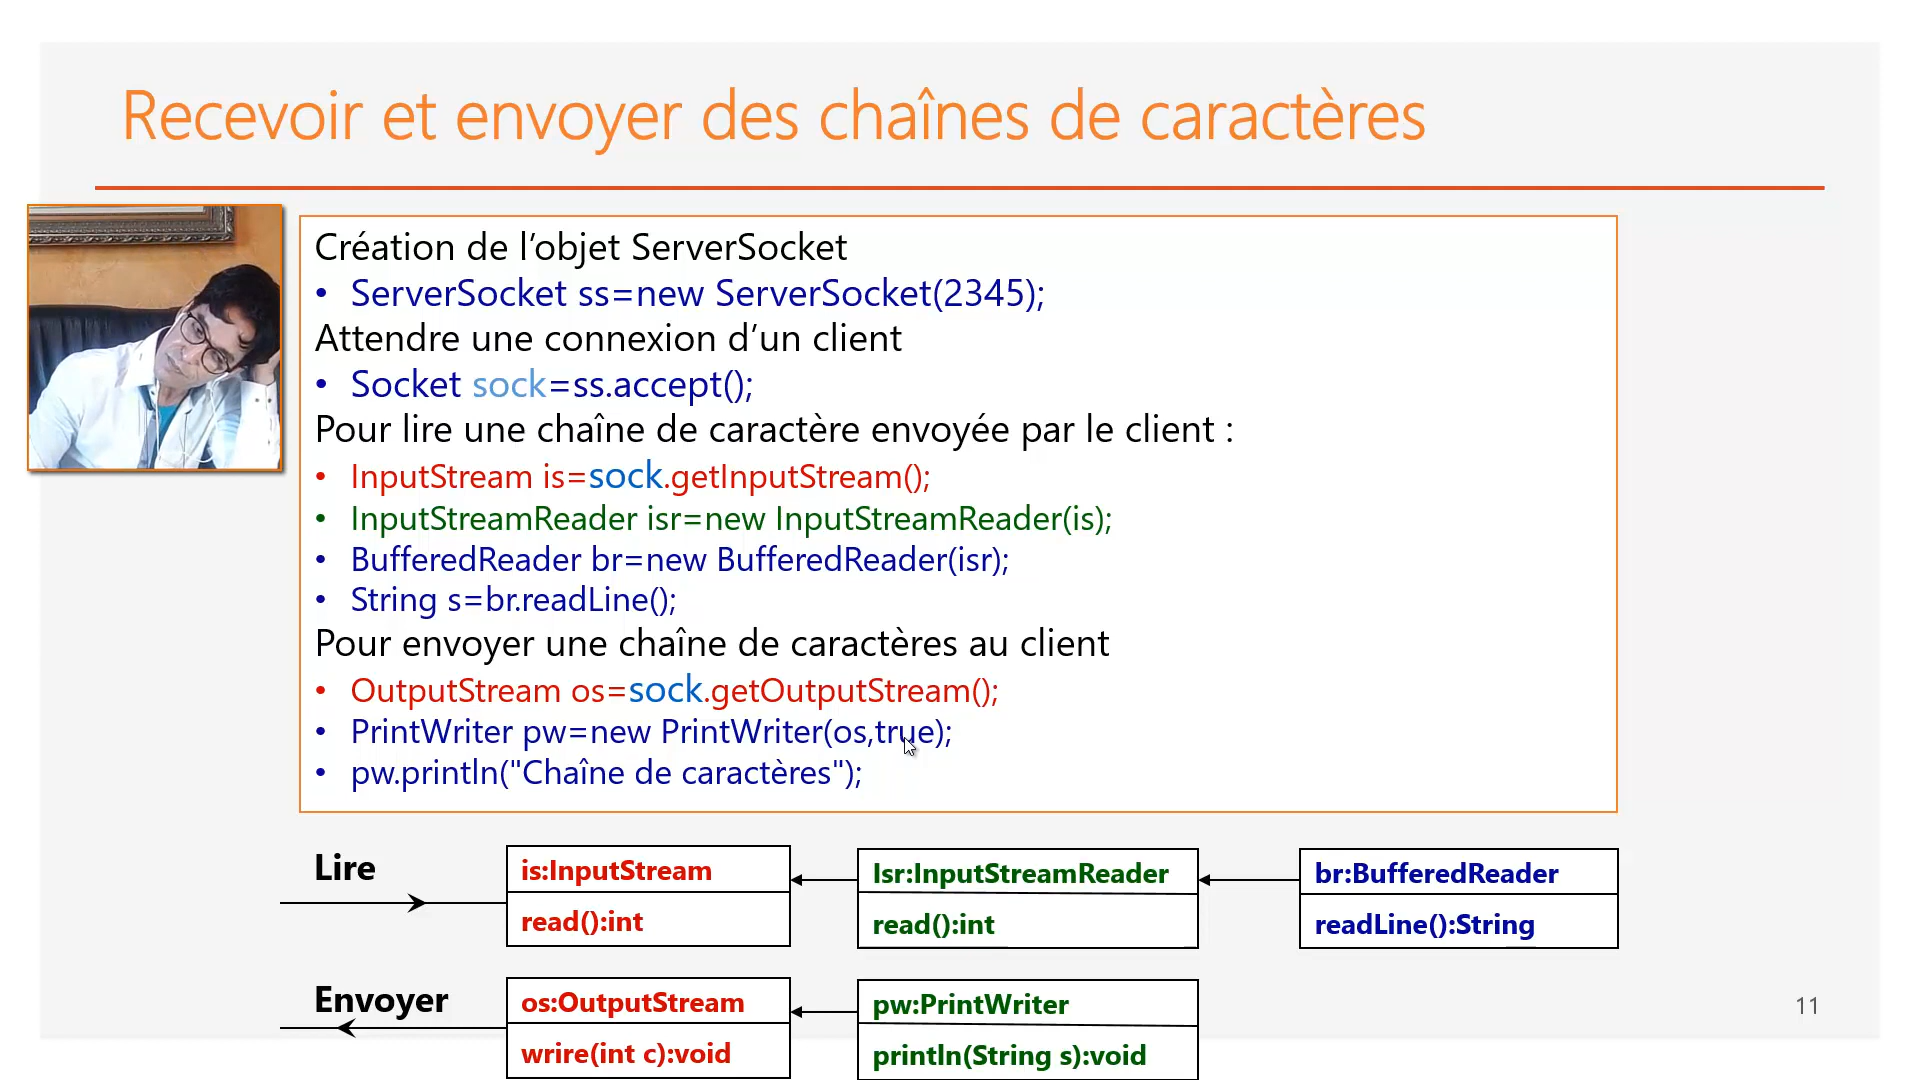 Recevoir et envoyer des chaînes de caractères
Création de l’objet ServerSocket
• ServerSocket ss=new ServerSocket(2345);
Attendre une connexion d’un client
• Socket sock=ss.accept();
Pour lire une chaîne de caractère envoyée par le client :
• InputStream is=sock.getInputStream();
• InputStreamReader isr=new InputStreamReader(is);
• BufferedReader br=new BufferedReader(isr);
• String s=br.readLine();
Pour envoyer une chaîne de caractères au client
• OutputStream os=sock.getOutputStream();
• PrintWriter pw=new PrintWriter(os,true);
• pw.println("Chaîne de caractères");
Lire
is:InputStream
read():int
Isr:InputStreamReader
read():int
br:BufferedReader
readLine():String
Envoyer
os:OutputStream
wrire(int c):void
pw:PrintWriter
println(String s):void
11